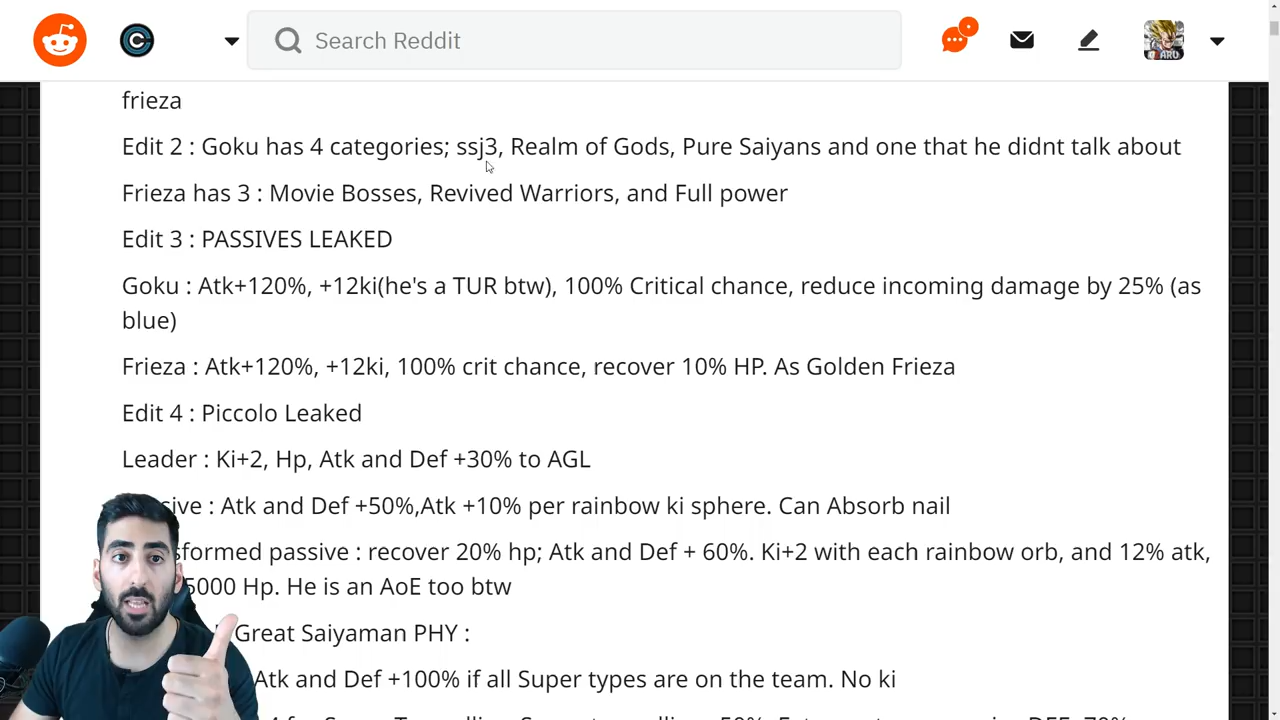 Search Reddit
frieza
Edit 2 : Goku has 4 categories; ssj3, Realm of Gods, Pure Saiyans and one that he didnt talk about
Frieza has 3 : Movie Bosses, Revived Warriors, and Full power
Edit 3 : PASSIVES LEAKED
Goku : Atk+120%, +12ki(he's a TUR btw), 100% Critical chance, reduce incoming damage by 25% (as
blue)
Frieza : Atk+120%, +12ki, 100% crit chance, recover 10% HP. As Golden Frieza
Edit 4 : Piccolo Leaked
Leader : Ki+2, Hp, Atk and Def +30% to AGL
sive : Atk and Def +50%,Atk +10% per rainbow ki sphere. Can Absorb nail
sformed passive : recover 20% hp; Atk and Def + 60%. Ki+2 with each rainbow orb, and 12% atk,
5000 Hp. He is an AoE too btw
Great Saiyaman PHY :
Atk and Def +100% if all Super types are on the team. No ki